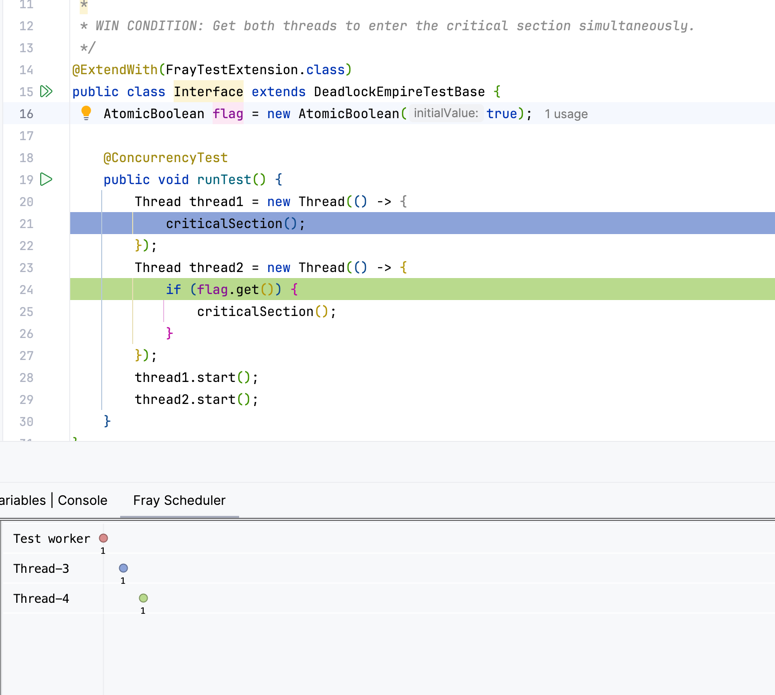 11 *
12 * WIN CONDITION: Get both threads to enter the critical section simultaneously.
13 */
14 @ExtendWith(FrayTestExtension.class)
15 public class Interface extends DeadlockEmpireTestBase {
16 AtomicBoolean flag = new AtomicBoolean( initialValue: true); 1 usage
17
18 @ConcurrencyTest
19 public void runTest() {
20 Thread thread1 = new Thread(() -> {
21 criticalSection();
22 });
23 Thread thread2 = new Thread(() -> {
24 if (flag.get()) {
25 criticalSection();
26 }
27 });
28 thread1.start();
29 thread2.start();
30 }
}
ariables | Console Fray Scheduler
Test worker
1
Thread-3
1
Thread-4
1